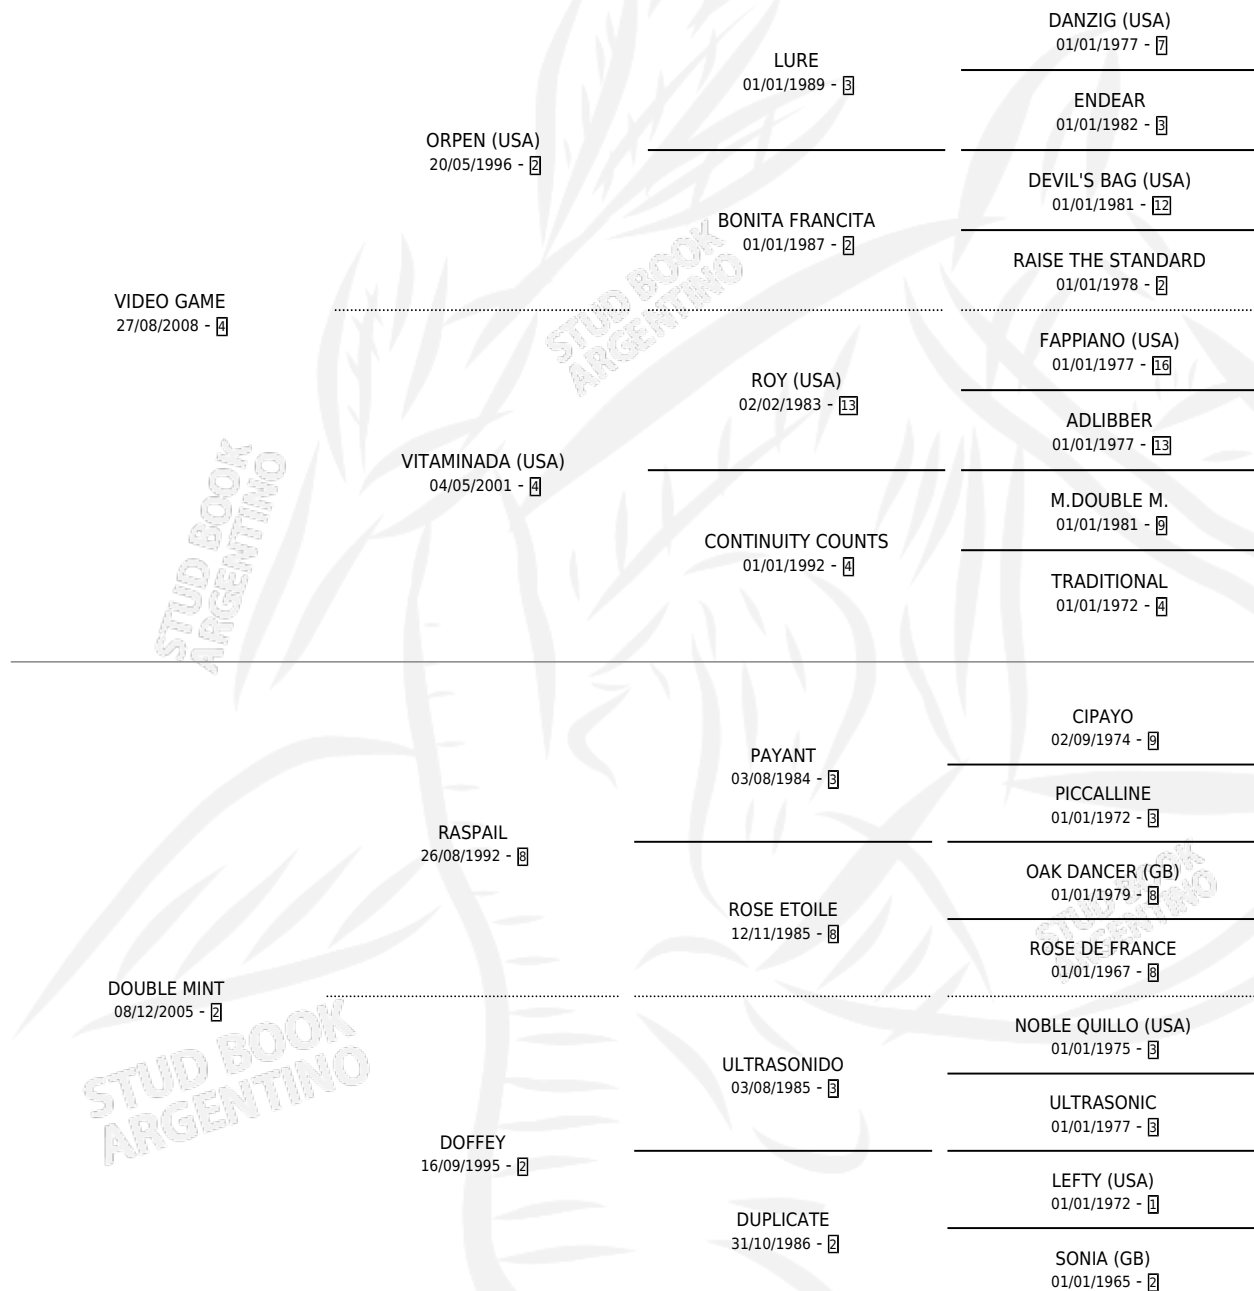 DANZIG (USA)
01/01/1977 - 7
LURE
01/01/1989 - 3
ENDEAR
01/01/1982 - 3
ORPEN (USA)
20/05/1996 - 2
DEVIL'S BAG (USA)
01/01/1981 - 12
BONITA FRANCITA
01/01/1987 - 2
RAISE THE STANDARD
01/01/1978 - 2
VIDEO GAME
27/08/2008 - 4
FAPPIANO (USA)
01/01/1977 - 16
ROY (USA)
02/02/1983 - 13
ADLIBBER
01/01/1977 - 13
VITAMINADA (USA)
04/05/2001 - 4
M.DOUBLE M.
01/01/1981 - 9
CONTINUITY COUNTS
01/01/1992 - 4
TRADITIONAL
01/01/1972 - 4
CIPAYO
02/09/1974 - 9
PAYANT
03/08/1984 - 3
PICCALLINE
01/01/1972 - 3
RASPAIL
26/08/1992 - 8
OAK DANCER (GB)
01/01/1979 - 8
ROSE ETOILE
12/11/1985 - 8
ROSE DE FRANCE
01/01/1967 - 8
DOUBLE MINT
08/12/2005 - 2
NOBLE QUILLO (USA)
01/01/1975 - 3
ULTRASONIDO
03/08/1985 - 3
ULTRASONIC
01/01/1977 - 3
DOFFEY
16/09/1995 - 2
LEFTY (USA)
01/01/1972 - 1
DUPLICATE
31/10/1986 - 2
SONIA (GB)
01/01/1965 - 2
STUD BOOK
ARGENTINO
STUD BOOK
ARGENTINO
STUD BOOK
ARGENTINO
STUD BOOK
ARGENTINO